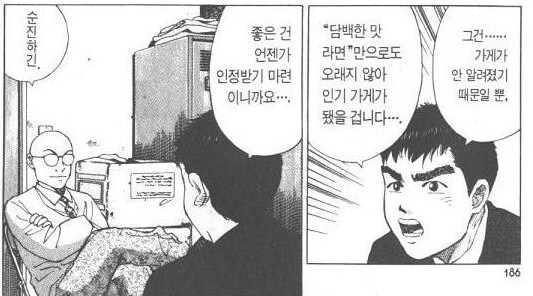 그건……
가게가
안 알려졌기
때문일 뿐,
“담백한 맛
라면”만으로도
오래지 않아
인기 가게가
됐을 겁니다….
좋은 건
언젠가
인정받기 마련
이니까요….
순진하긴.
186